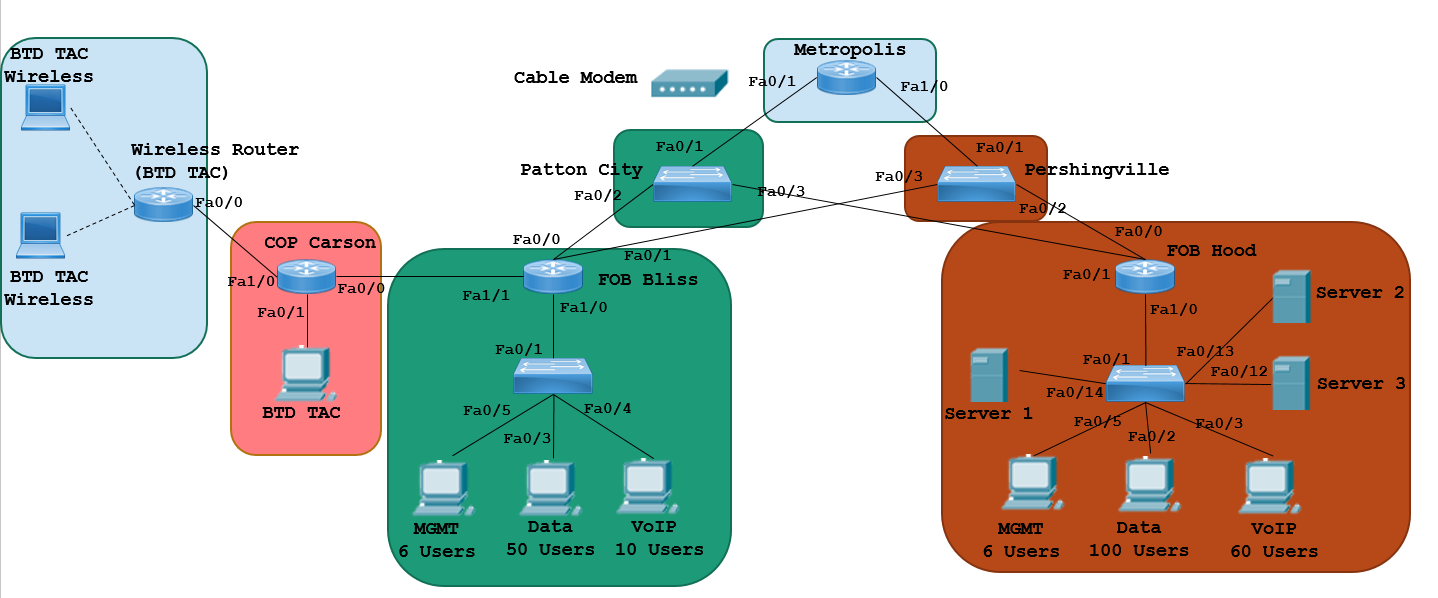 BTD TAC
Wireless
Wireless Router
(BTD TAC)
Fa0/0
BTD TAC
Wireless
COP Carson
Fa1/0
Fa0/0
Fa0/1
BTD TAC
Cable Modem
Metropolis
Fa0/1
Fa1/0
Patton City
Fa0/1
Fa0/2
Fa0/3
Pershingville
Fa0/1
Fa0/3
Fa0/2
FOB Bliss
Fa0/0
Fa0/1
Fa1/1
Fa1/0
Fa0/1
Fa0/5
Fa0/3
Fa0/4
MGMT
6 Users
Data
50 Users
VoIP
10 Users
FOB Hood
Fa0/0
Fa0/1
Fa1/0
Server 2
Fa0/1
Fa0/13
Fa0/12
Server 3
Fa0/14
Server 1
Fa0/5
Fa0/2
Fa0/3
MGMT
6 Users
Data
100 Users
VoIP
60 Users